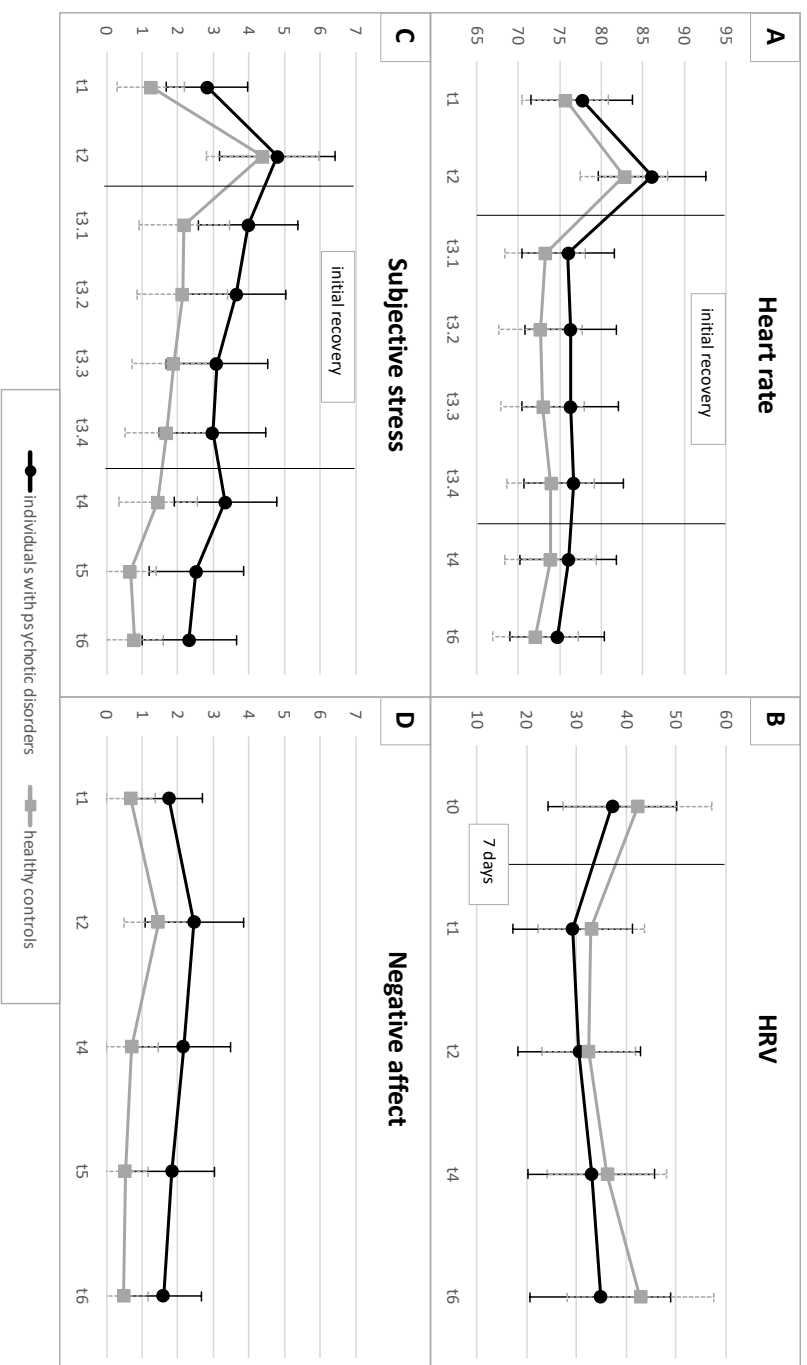 A
Heart rate
95
90
85
80
75
70
65
initial recovery
t1 t2 t3.1 t3.2 t3.3 t3.4 t4 t6
B
HRV
60
50
40
30
20
10
7 days
t0 t1 t2 t4 t6
C
Subjective stress
7
6
5
4
3
2
1
0
initial recovery
t1 t2 t3.1 t3.2 t3.3 t3.4 t4 t5 t6
D
Negative affect
7
6
5
4
3
2
1
0
t1 t2 t4 t5 t6
individuals with psychotic disorders healthy controls